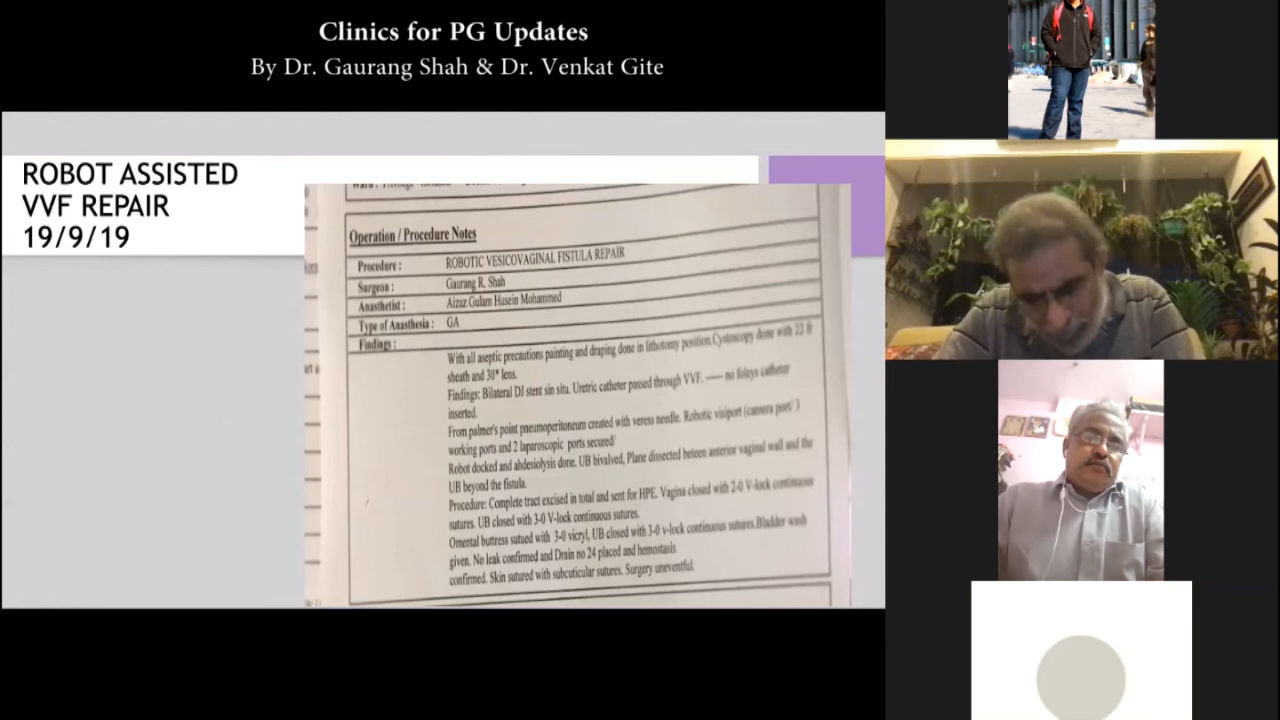 Clinics for PG Updates
By Dr. Gaurang Shah & Dr. Venkat Gite
ROBOT ASSISTED
VVF REPAIR
19/9/19
Operation / Procedure Notes
Procedure : ROBOTIC VESICOVAGINAL FISTULA REPAIR
Surgeon : Gaurang R. Shah
Anasthetist : Aizaz Gulam Husein Mohammed
Type of Anasthesia : GA
Findings :
With all aseptic precautions painting and draping done in lithotomy position.Cystoscopy done with 22 fr
sheath and 30* lens.
Findings: Bilateral DJ stent sin situ. Uretric catheter passed through VVF. ---- no foleys catheter
inserted.
From palmer's point pneumoperitoneum created with veress needle. Robotic visiport (camera port/ 3
working ports and 2 laparoscopic ports secured/
Robot docked and ahdesiolysis done. UB bivalved, Plane dissected beteen anterior vaginal wall and the
UB beyond the fistula.
Procedure: Complete tract excised in total and sent for HPE. Vagina closed with 2-0 V-lock continuous
sutures. UB closed with 3-0 V-lock continuous sutures.
Omental buttress sutued with 3-0 vicryl, UB closed with 3-0 v-lock continuous sutures.Bladder wash
given. No leak confirmed and Drain no 24 placed and hemostasis
confirmed. Skin sutured with subcuticular sutures. Surgery uneventful.